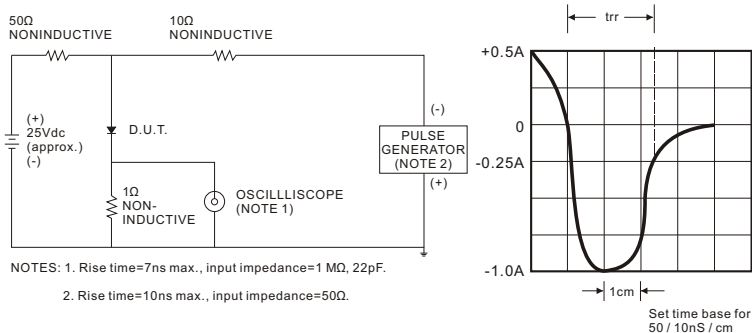 50Ω
NONINDUCTIVE
10Ω
NONINDUCTIVE
(+)
25Vdc
(approx.)
(-)
D.U.T.
1Ω
NON-
INDUCTIVE
OSCILLLISCOPE
(NOTE 1)
(-)
PULSE
GENERATOR
(NOTE 2)
(+)
NOTES: 1. Rise time=7ns max., input impedance=1 MΩ, 22pF.
2. Rise time=10ns max., input impedance=50Ω.
trr
+0.5A
0
-0.25A
-1.0A
1cm
Set time base for
50 / 10nS / cm